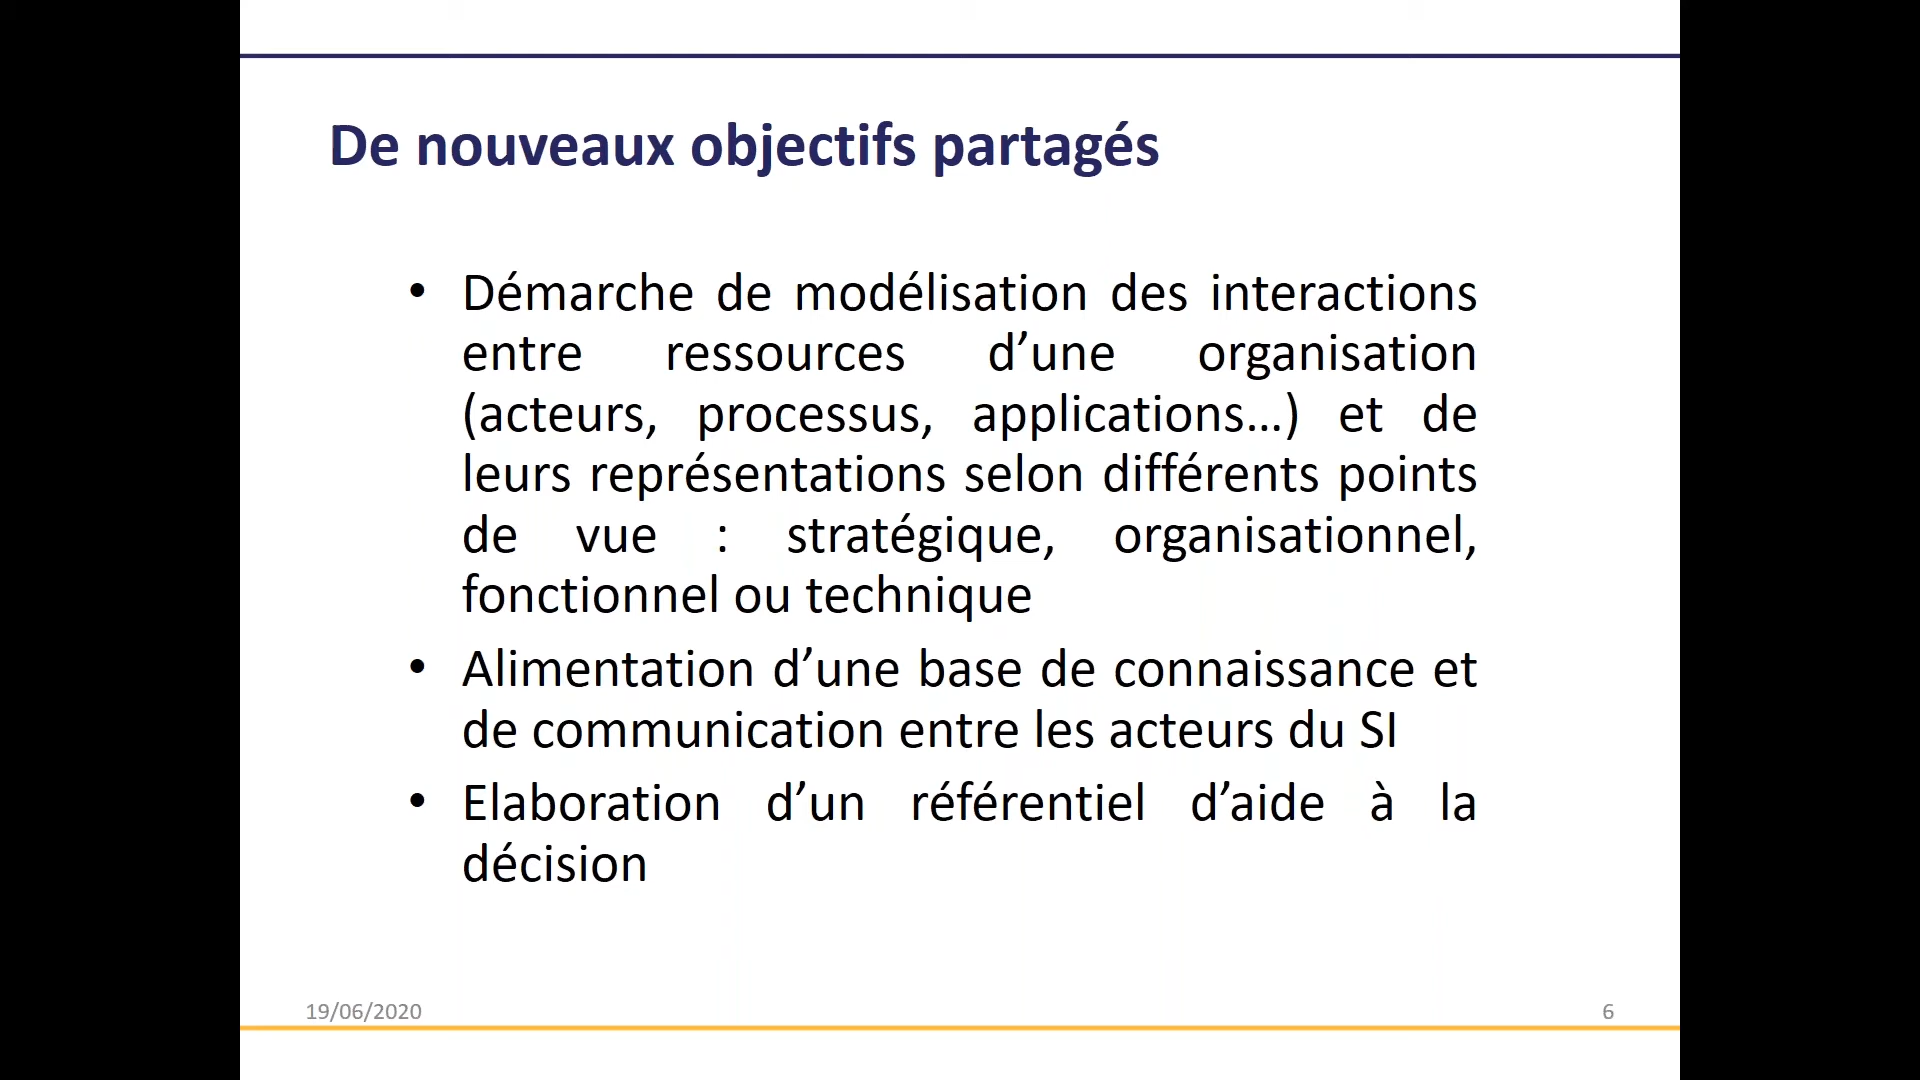 De nouveaux objectifs partagés
• Démarche de modélisation des interactions
entre ressources d’une organisation
(acteurs, processus, applications…) et de
leurs représentations selon différents points
de vue : stratégique, organisationnel,
fonctionnel ou technique
• Alimentation d’une base de connaissance et
de communication entre les acteurs du SI
• Elaboration d’un référentiel d’aide à la
décision
19/06/2020
6